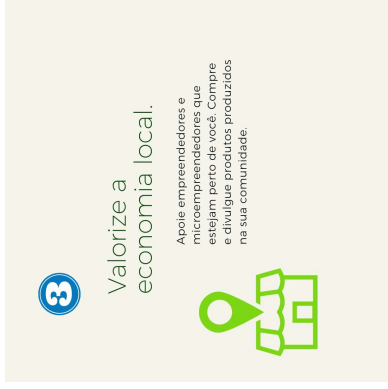 3
Valorize a
economia local.
Apoie empreendedores e
microempreendedores que
estejam perto de você. Compre
e divulgue produtos produzidos
na sua comunidade.